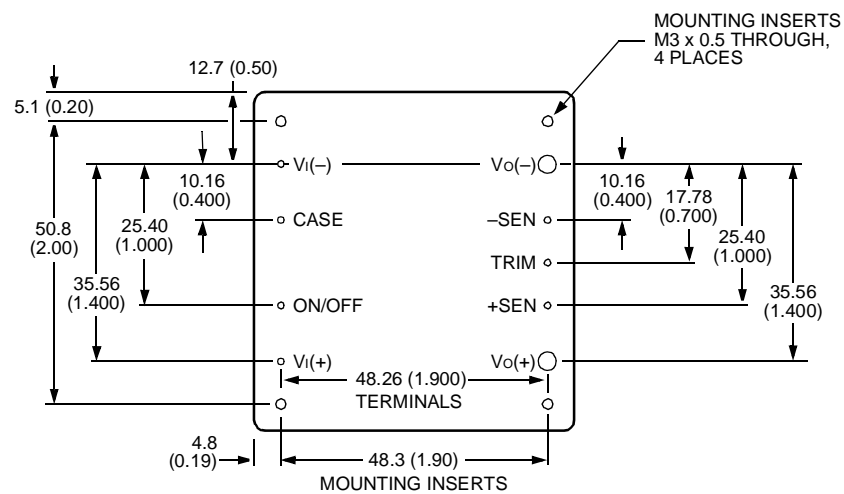 MOUNTING INSERTS
M3 x 0.5 THROUGH,
4 PLACES
12.7 (0.50)
5.1 (0.20)
VI(–)
VO(–)
10.16
(0.400)
10.16
(0.400)
17.78
(0.700)
CASE
–SEN
50.8
(2.00)
25.40
(1.000)
25.40
(1.000)
TRIM
35.56
(1.400)
35.56
(1.400)
ON/OFF
+SEN
VI(+)
VO(+)
48.26 (1.900)
TERMINALS
4.8
(0.19)
48.3 (1.90)
MOUNTING INSERTS